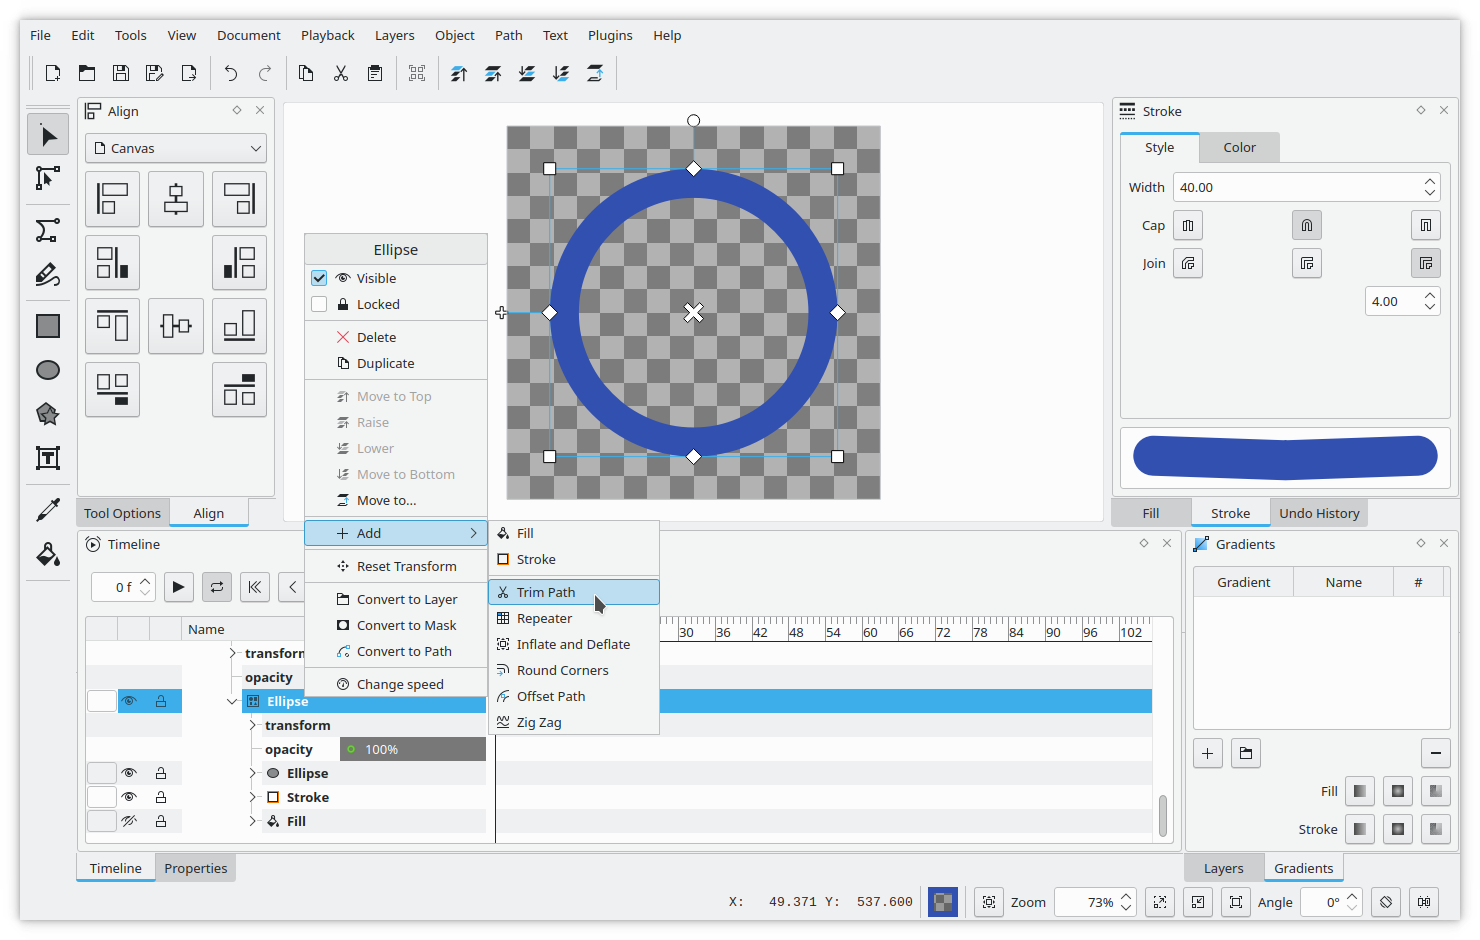 File Edit Tools View Document Playback Layers Object Path Text Plugins Help
Align
Canvas
Tool Options Align
Ellipse
Visible
Locked
Delete
Duplicate
Move to Top
Raise
Lower
Move to Bottom
Move to...
Add
Reset Transform
Convert to Layer
Convert to Mask
Convert to Path
Change speed
Fill
Stroke
Trim Path
Repeater
Inflate and Deflate
Round Corners
Offset Path
Zig Zag
Stroke
Style Color
Width 40.00
Cap
Join
4.00
Fill Stroke Undo History
Timeline
0 f
Name
30 36 42 48 54 60 66 72 78 84 90 96 102
transform
opacity
Ellipse
transform
opacity 100%
Ellipse
Stroke
Fill
Timeline Properties
Gradients
Gradient Name #
Fill
Stroke
Layers Gradients
X: 49.371 Y: 537.600 Zoom 73% Angle 0°